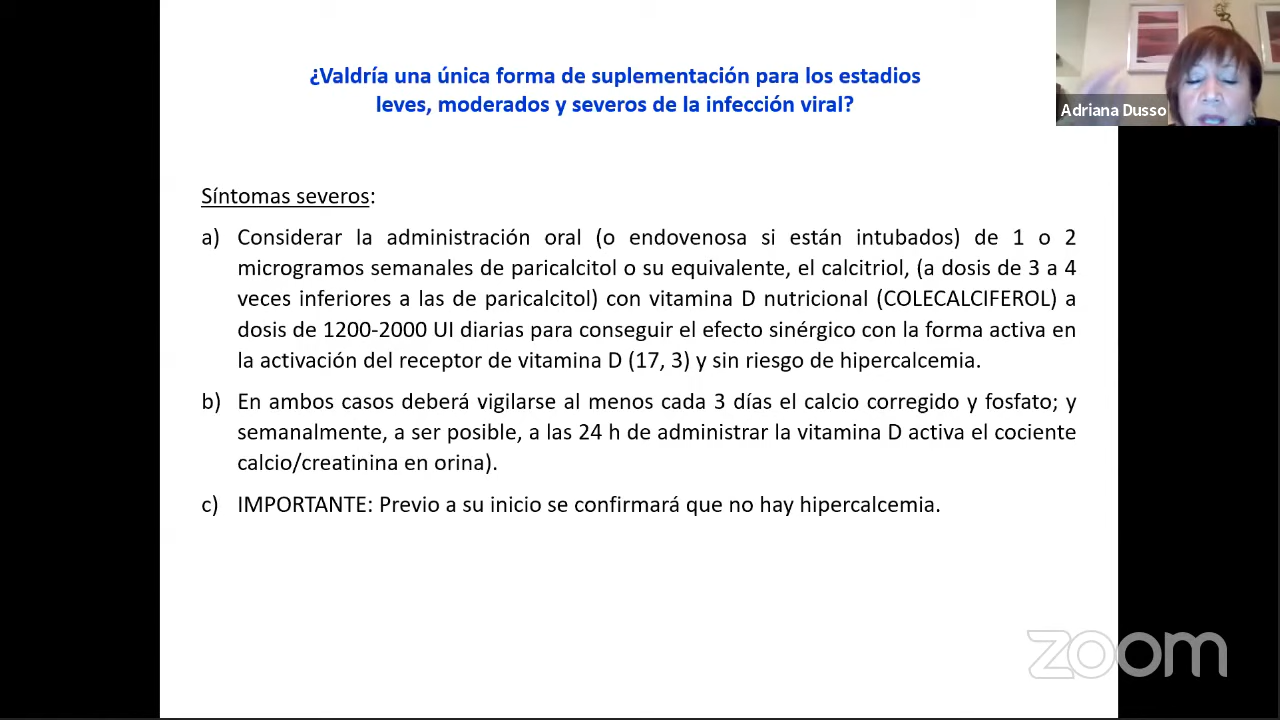 ¿Valdría una única forma de suplementación para los estadios
leves, moderados y severos de la infección viral?
Adriana Dusso
Síntomas severos:
a) Considerar la administración oral (o endovenosa si están intubados) de 1 o 2
microgramos semanales de paricalcitol o su equivalente, el calcitriol, (a dosis de 3 a 4
veces inferiores a las de paricalcitol) con vitamina D nutricional (COLECALCIFEROL) a
dosis de 1200-2000 UI diarias para conseguir el efecto sinérgico con la forma activa en
la activación del receptor de vitamina D (17, 3) y sin riesgo de hipercalcemia.
b) En ambos casos deberá vigilarse al menos cada 3 días el calcio corregido y fosfato; y
semanalmente, a ser posible, a las 24 h de administrar la vitamina D activa el cociente
calcio/creatinina en orina).
c) IMPORTANTE: Previo a su inicio se confirmará que no hay hipercalcemia.
zoom